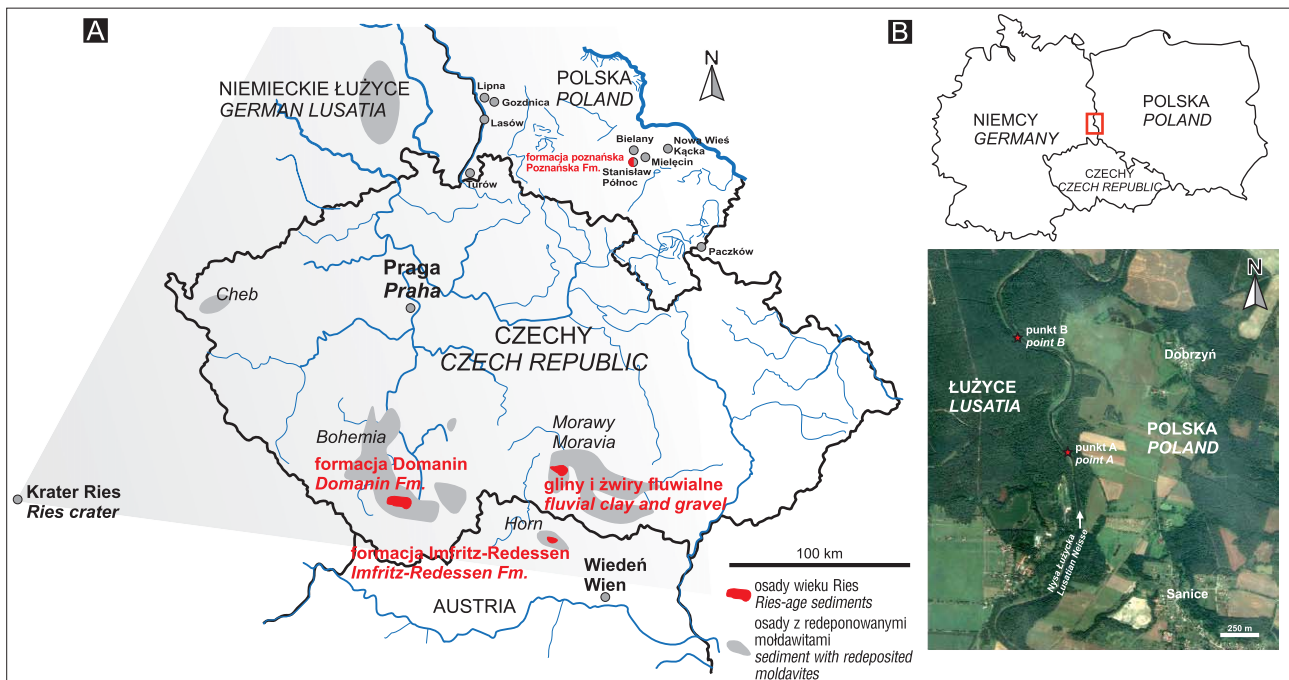 A
NIEMIECKIE ŁUŻYCE
GERMAN LUSATIA
POLSKA
POLAND
N
Lipna
Gozdnica
Lasów
Bielany
Nowa Wieś
Kącka
Mielęcin
formacja poznańska
Poznańska Fm.
Stanisław
Północ
Turów
Paczków
Cheb
Praga
Praha
CZECHY
CZECH REPUBLIC
Bohemia
formacja Domanin
Domanin Fm.
Morawy
Moravia
gliny i żwiry fluwialne
fluvial clay and gravel
Krater Ries
Ries crater
Horn
formacja Imfritz-Redessen
Imfritz-Redessen Fm.
Wiedeń
Wien
AUSTRIA
100 km
osady wieku Ries
Ries-age sediments
osady z redeponowanymi
mołdawitami
sediment with redeposited
moldavites
B
NIEMCY
GERMANY
POLSKA
POLAND
CZECHY
CZECH REPUBLIC
N
punkt B
point B
Dobrzyń
ŁUŻYCE
LUSATIA
POLSKA
POLAND
punkt A
point A
Nysa Łużycka
Lusatian Neisse
Sanice
250 m